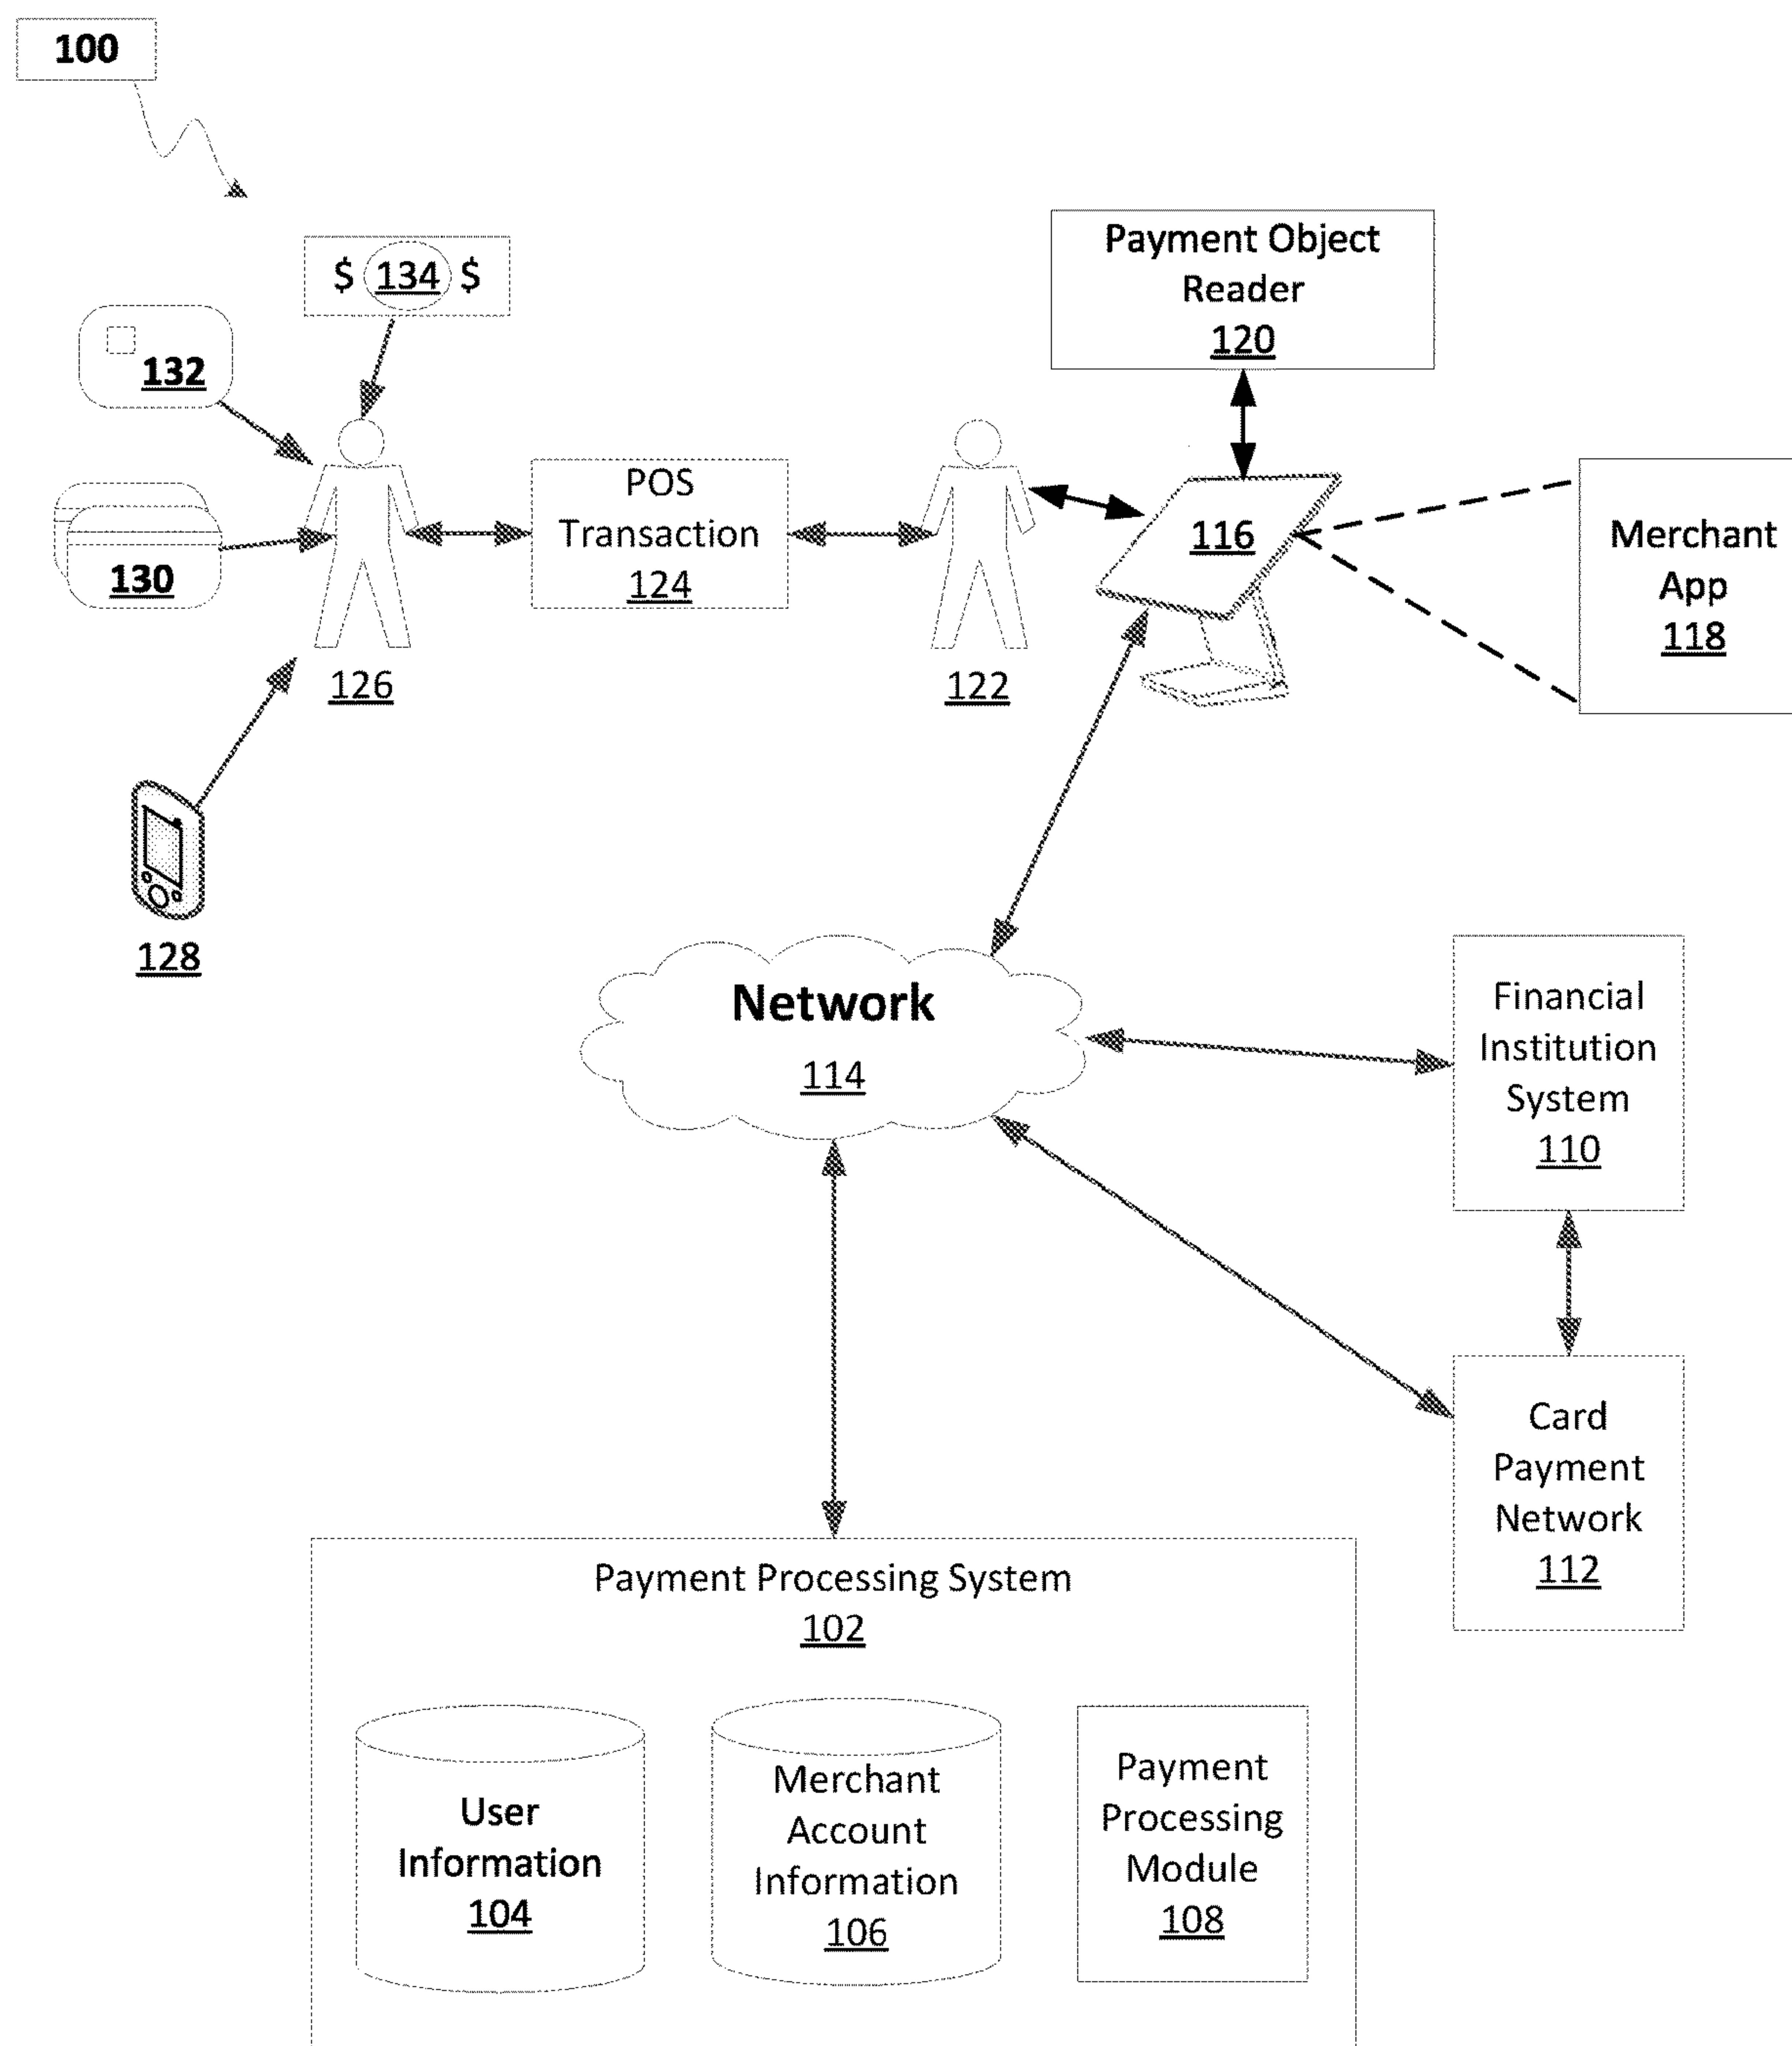 100
$ 134 $
Payment Object
Reader
120
132
POS
Transaction
124
116
Merchant
App
118
130
126
122
128
Network
114
Financial
Institution
System
110
Card
Payment
Network
112
Payment Processing System
102
User
Information
104
Merchant
Account
Information
106
Payment
Processing
Module
108